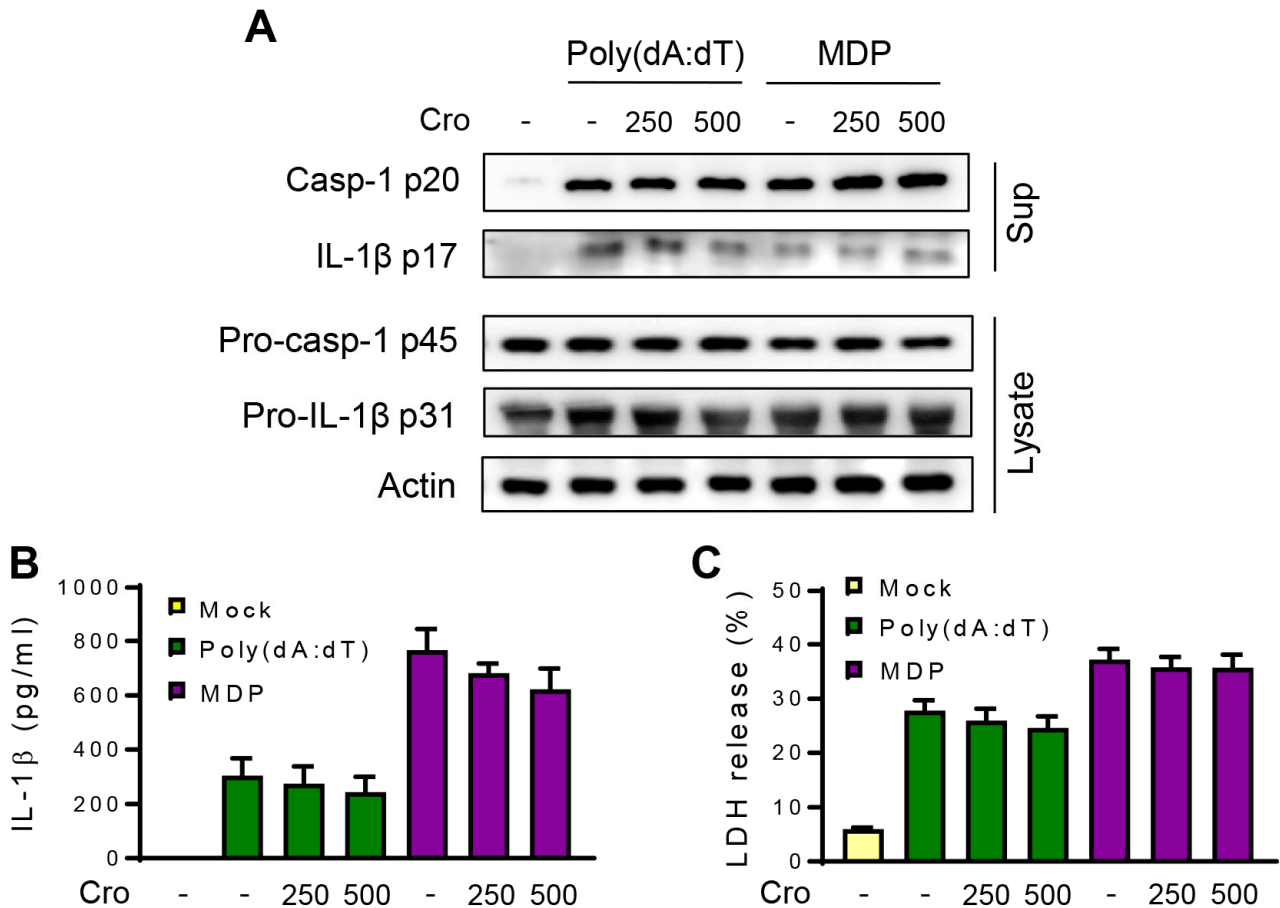 A
Poly(dA:dT) MDP
Cro - - 250 500 - 250 500
Casp-1 p20
IL-1β p17
Sup
Pro-casp-1 p45
Pro-IL-1β p31
Actin
Lysate
B
IL-1β (pg/ml)
1000
800
600
400
200
0
Mock
Poly(dA:dT)
MDP
Cro - - 250 500 - 250 500
C
LDH release (%)
50
40
30
20
10
0
Mock
Poly(dA:dT)
MDP
Cro - - 250 500 - 250 500